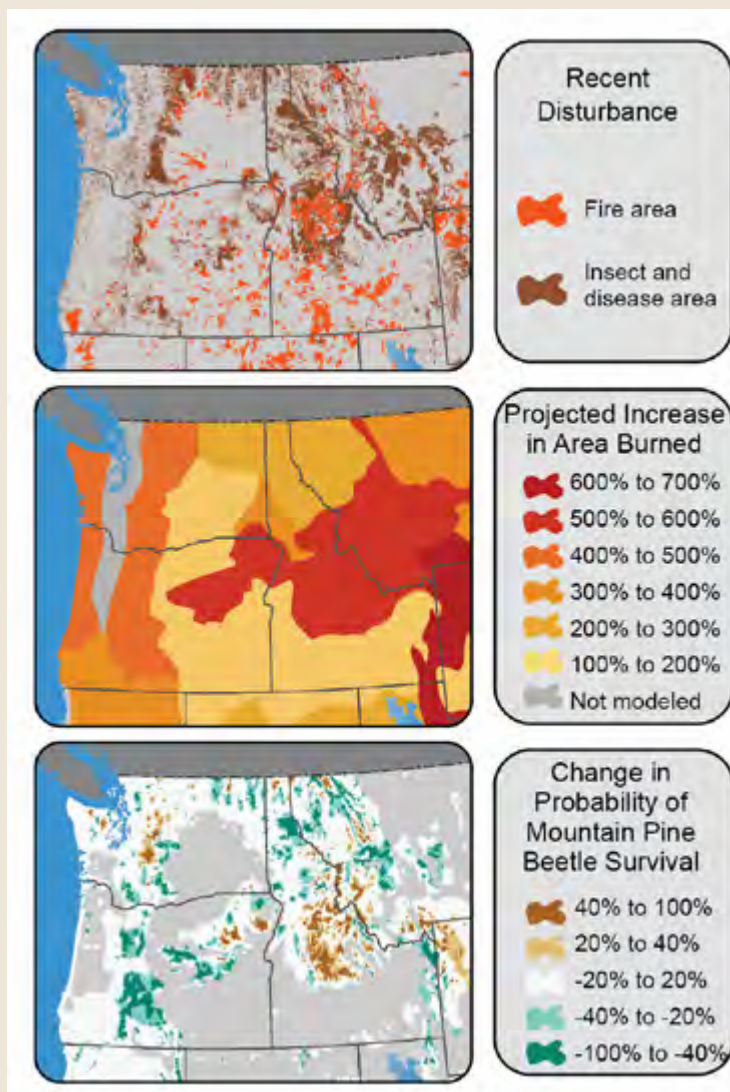 Recent
Disturbance
Fire area
Insect and
disease area
Projected Increase
in Area Burned
600% to 700%
500% to 600%
400% to 500%
300% to 400%
200% to 300%
100% to 200%
Not modeled
Change in
Probability of
Mountain Pine
Beetle Survival
40% to 100%
20% to 40%
-20% to 20%
-40% to -20%
-100% to -40%